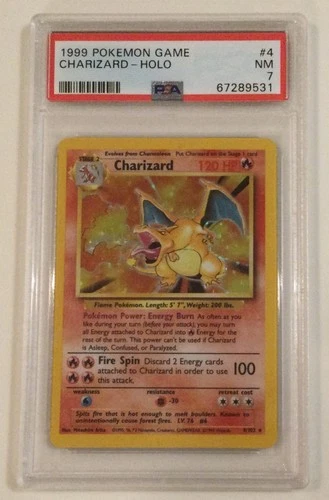 1999 POKEMON GAME #4
CHARIZARD - HOLO NM
7
PSA 67289531
STAGE 2 Evolves from Charmeleon Put Charizard on the Stage 1 card
Charizard 120 HP
Flame Pokémon. Length: 5' 7", Weight: 200 lbs.
Pokémon Power: Energy Burn As often as you
like during your turn (before your attack), you may turn
all Energy attached to Charizard into Energy for the
rest of the turn. This power can't be used if Charizard
is Asleep, Confused, or Paralyzed.
Fire Spin Discard 2 Energy cards
attached to Charizard in order to use
this attack. 100
weakness resistance retreat cost
-30
Spits fire that is hot enough to melt boulders. Known to
unintentionally cause forest fires. LV. 76 #6
4/102